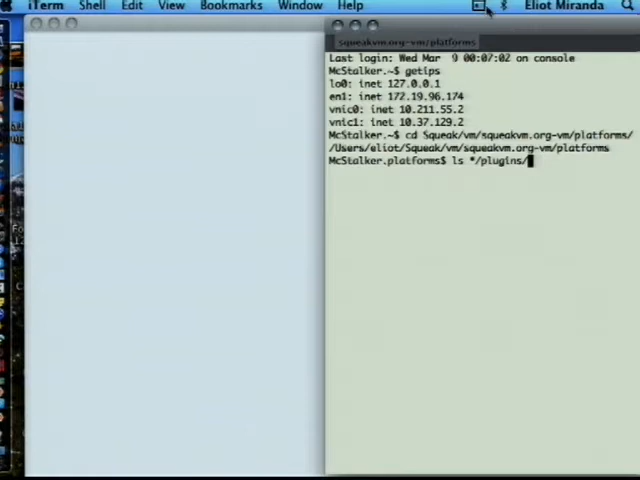 iTerm Shell Edit View Bookmarks Window Help Eliot Miranda
squeakvm.org-vm/platforms
Last login: Wed Mar 9 00:07:02 on console
McStalker.~$ getips
lo0: inet 127.0.0.1
en1: inet 172.19.96.174
vnic0: inet 10.211.55.2
vnic1: inet 10.37.129.2
McStalker.~$ cd Squeak/vm/squeakvm.org-vm/platforms/
/Users/eliot/Squeak/vm/squeakvm.org-vm/platforms
McStalker.platforms$ ls */plugins/